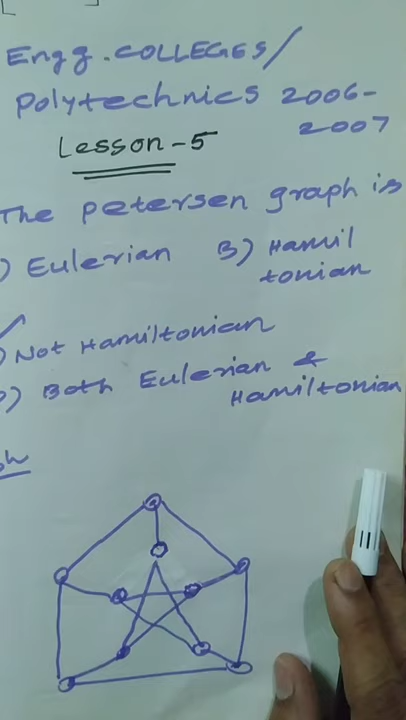 Engg. COLLEGES/
Polytechnics 2006-
2007
Lesson-5
The petersen graph is
) Eulerian B) Hamil
tonian
) Not Hamiltonian
) Both Eulerian &
Hamiltonian